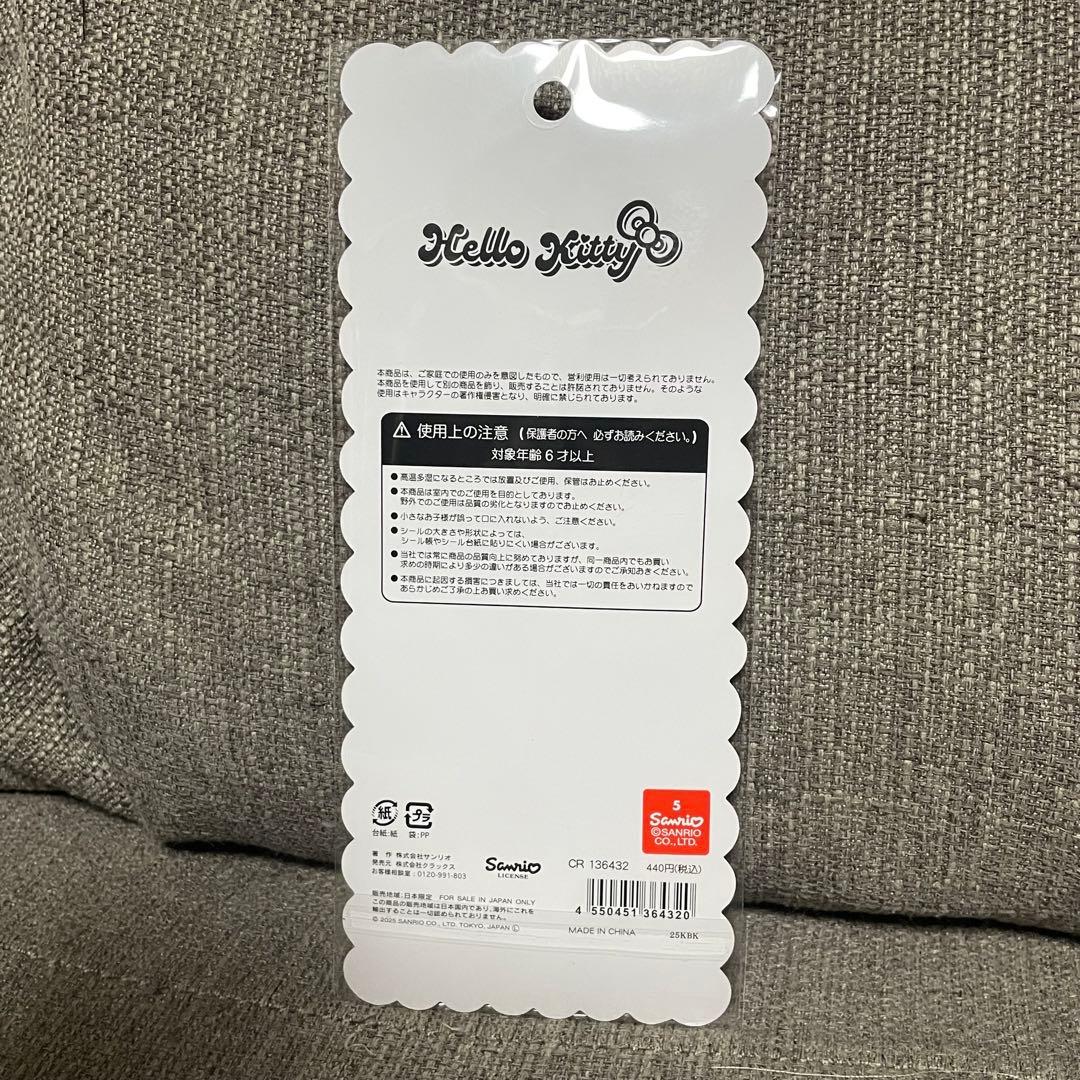 Hello Kitty
本商品は、ご家庭での使用のみを意図したもので、営利使用は一切考えられておりません。
本商品を使用して別の商品を飾り、販売することは許諾されておりません。そのような
使用はキャラクターの著作権侵害となり、明確に禁じられております。
⚠ 使用上の注意 (保護者の方へ 必ずお読みください。)
対象年齢6才以上
●高温多湿になるところでは放置及びご使用、保管はお止めください。
●本商品は室内でのご使用を目的としております。
野外でのご使用は品質の劣化となりますのでお止めください。
●小さなお子様が誤って口に入れないよう、ご注意ください。
●シールの大きさや形状によっては、
シール帳やシール台紙に貼りにくい場合がございます。
●当社では常に商品の品質向上に努めておりますが、同一商品内でもお買い
求めの時期により多少の違いがある場合がございますのでご承知おきください。
●本商品に起因する損害につきましては、当社では一切の責任をおいかねますので
あらかじめご了承の上お買い求めください。
紙 プラ
台紙:紙 袋:PP
5
Sanrio
©SANRIO
CO., LTD.
著 作 株式会社サンリオ
発売元 株式会社クラックス
お客様相談室:0120-991-803
Sanrio
LICENSE
CR 136432 440円(税込)
4 550451 364320
販売地域:日本限定 FOR SALE IN JAPAN ONLY
この商品の販売地域は日本国内であり、海外にこれを
輸出することは一切認められておりません。
© 2025 SANRIO CO., LTD. TOKYO, JAPAN Ⓛ
MADE IN CHINA 25KBK